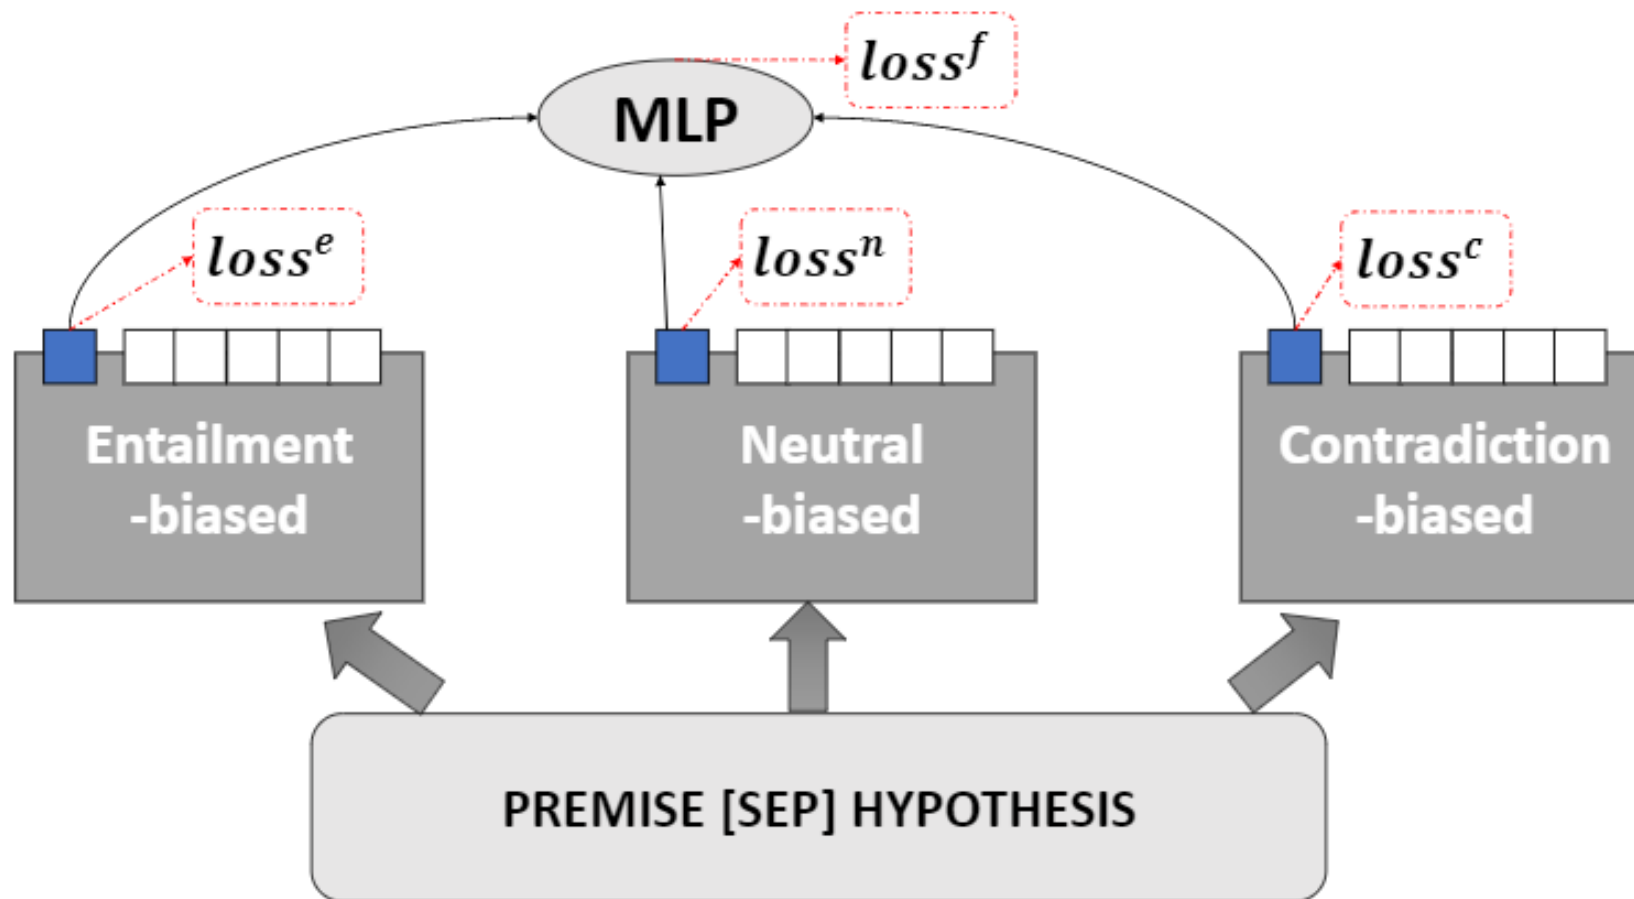 loss^f
MLP
loss^e
loss^n
loss^c
Entailment
-biased
Neutral
-biased
Contradiction
-biased
PREMISE [SEP] HYPOTHESIS